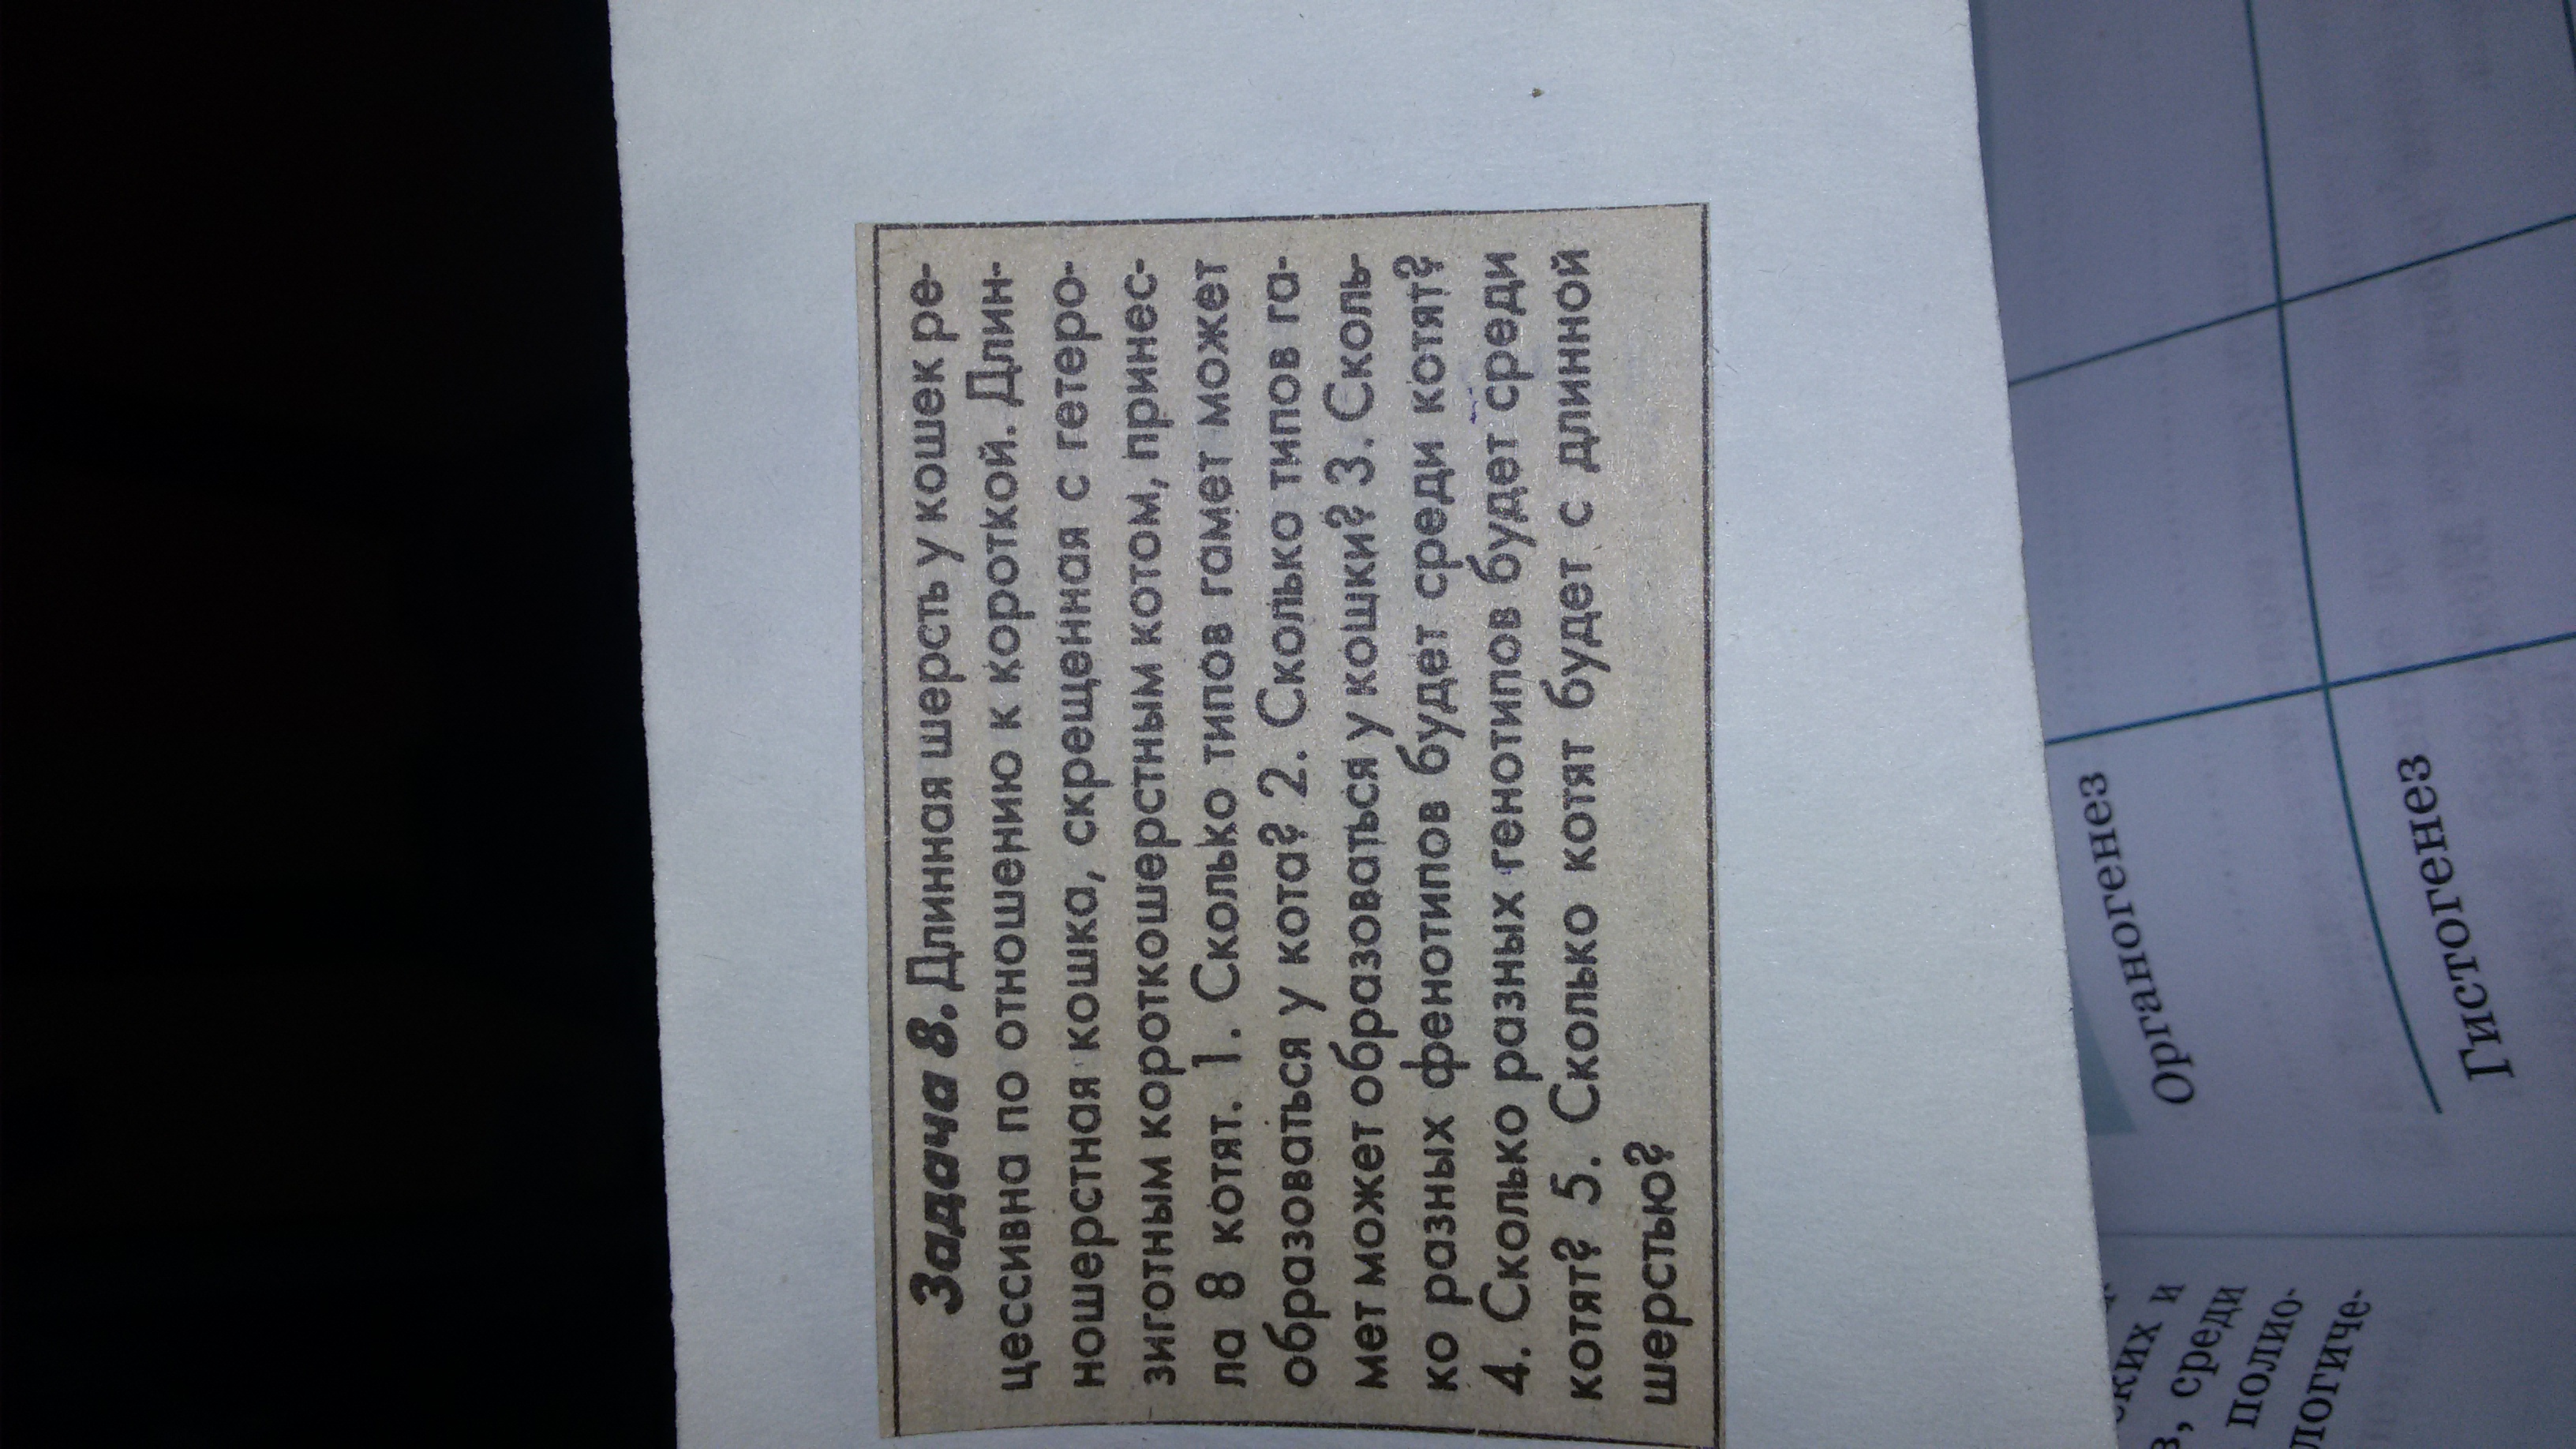 Задача 8. Длинная шерсть у кошек ре-
цессивна по отношению к короткой. Длин-
ношерстная кошка, скрещенная с гетеро-
зиготным короткошерстным котом, принес-
ла 8 котят. 1. Сколько типов гамет может
образоваться у кота? 2. Сколько типов га-
мет может образоваться у кошки? 3. Сколь-
ко разных фенотипов будет среди котят?
4. Сколько разных генотипов будет среди
котят? 5. Сколько котят будет с длинной
шерстью?
Органогенез
Гистогенез
ских и
в, среди
полио-
логиче-